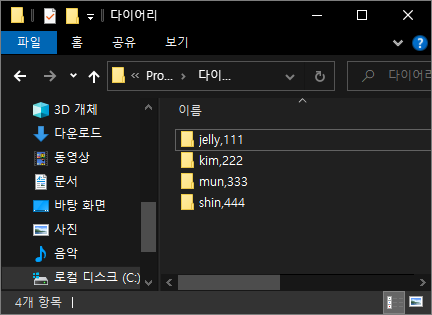 다이어리
파일 홈 공유 보기
Pro... 다이...
다이어리
이름
3D 개체
다운로드
동영상
문서
바탕 화면
사진
음악
로컬 디스크 (C:)
jelly,111
kim,222
mun,333
shin,444
4개 항목